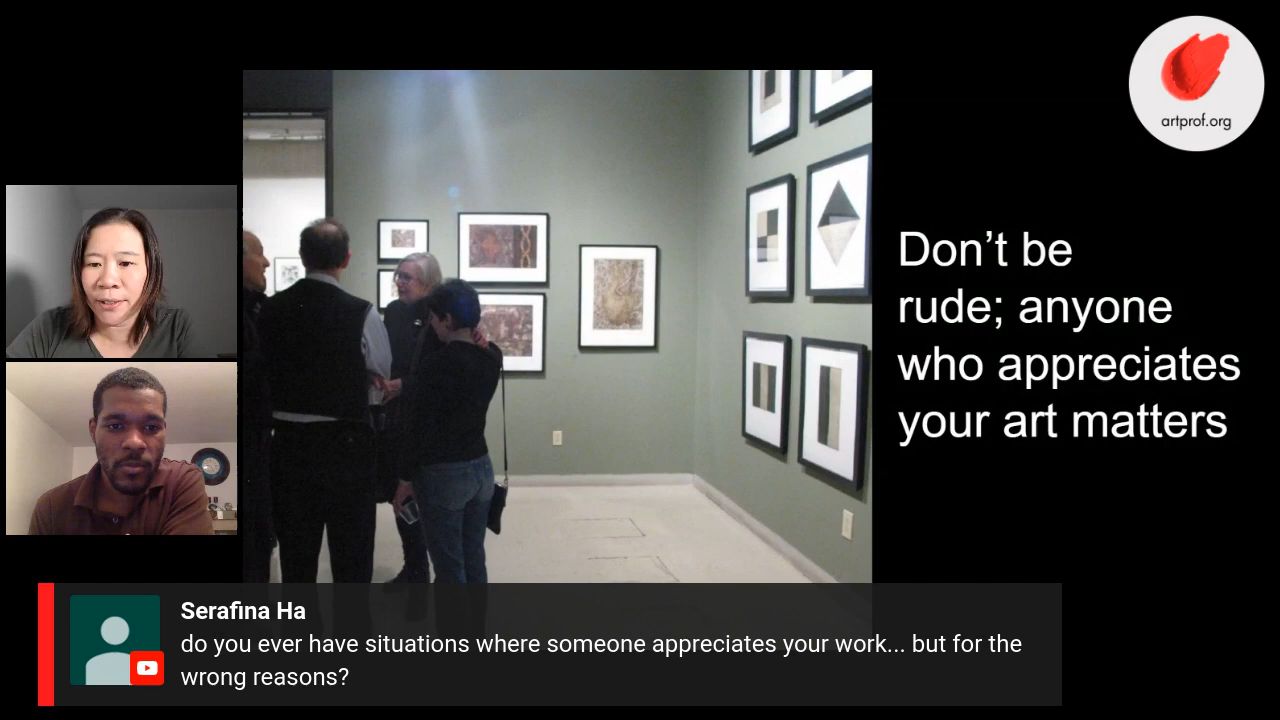 artprof.org
Don’t be
rude; anyone
who appreciates
your art matters
Serafina Ha
do you ever have situations where someone appreciates your work... but for the
wrong reasons?